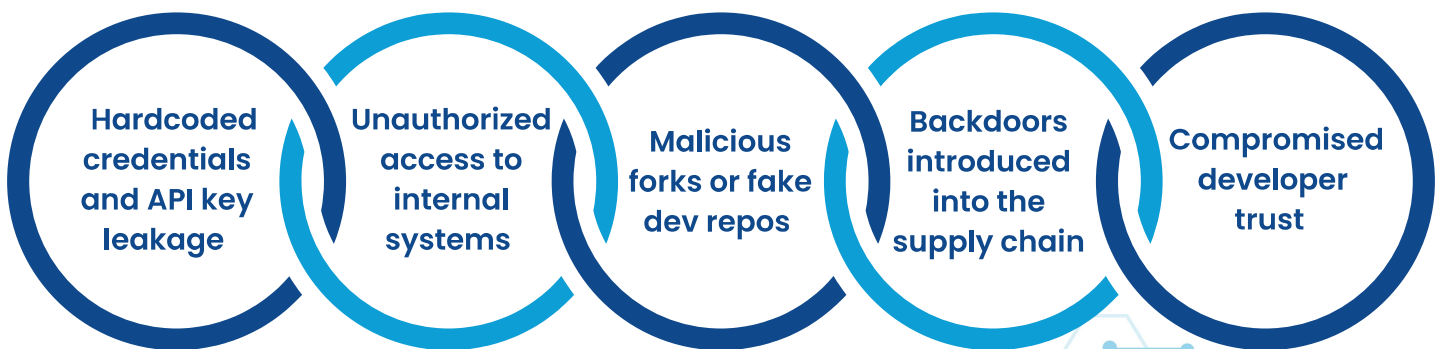 Hardcoded
credentials
and API key
leakage
Unauthorized
access to
internal
systems
Malicious
forks or fake
dev repos
Backdoors
introduced
into the
supply chain
Compromised
developer
trust